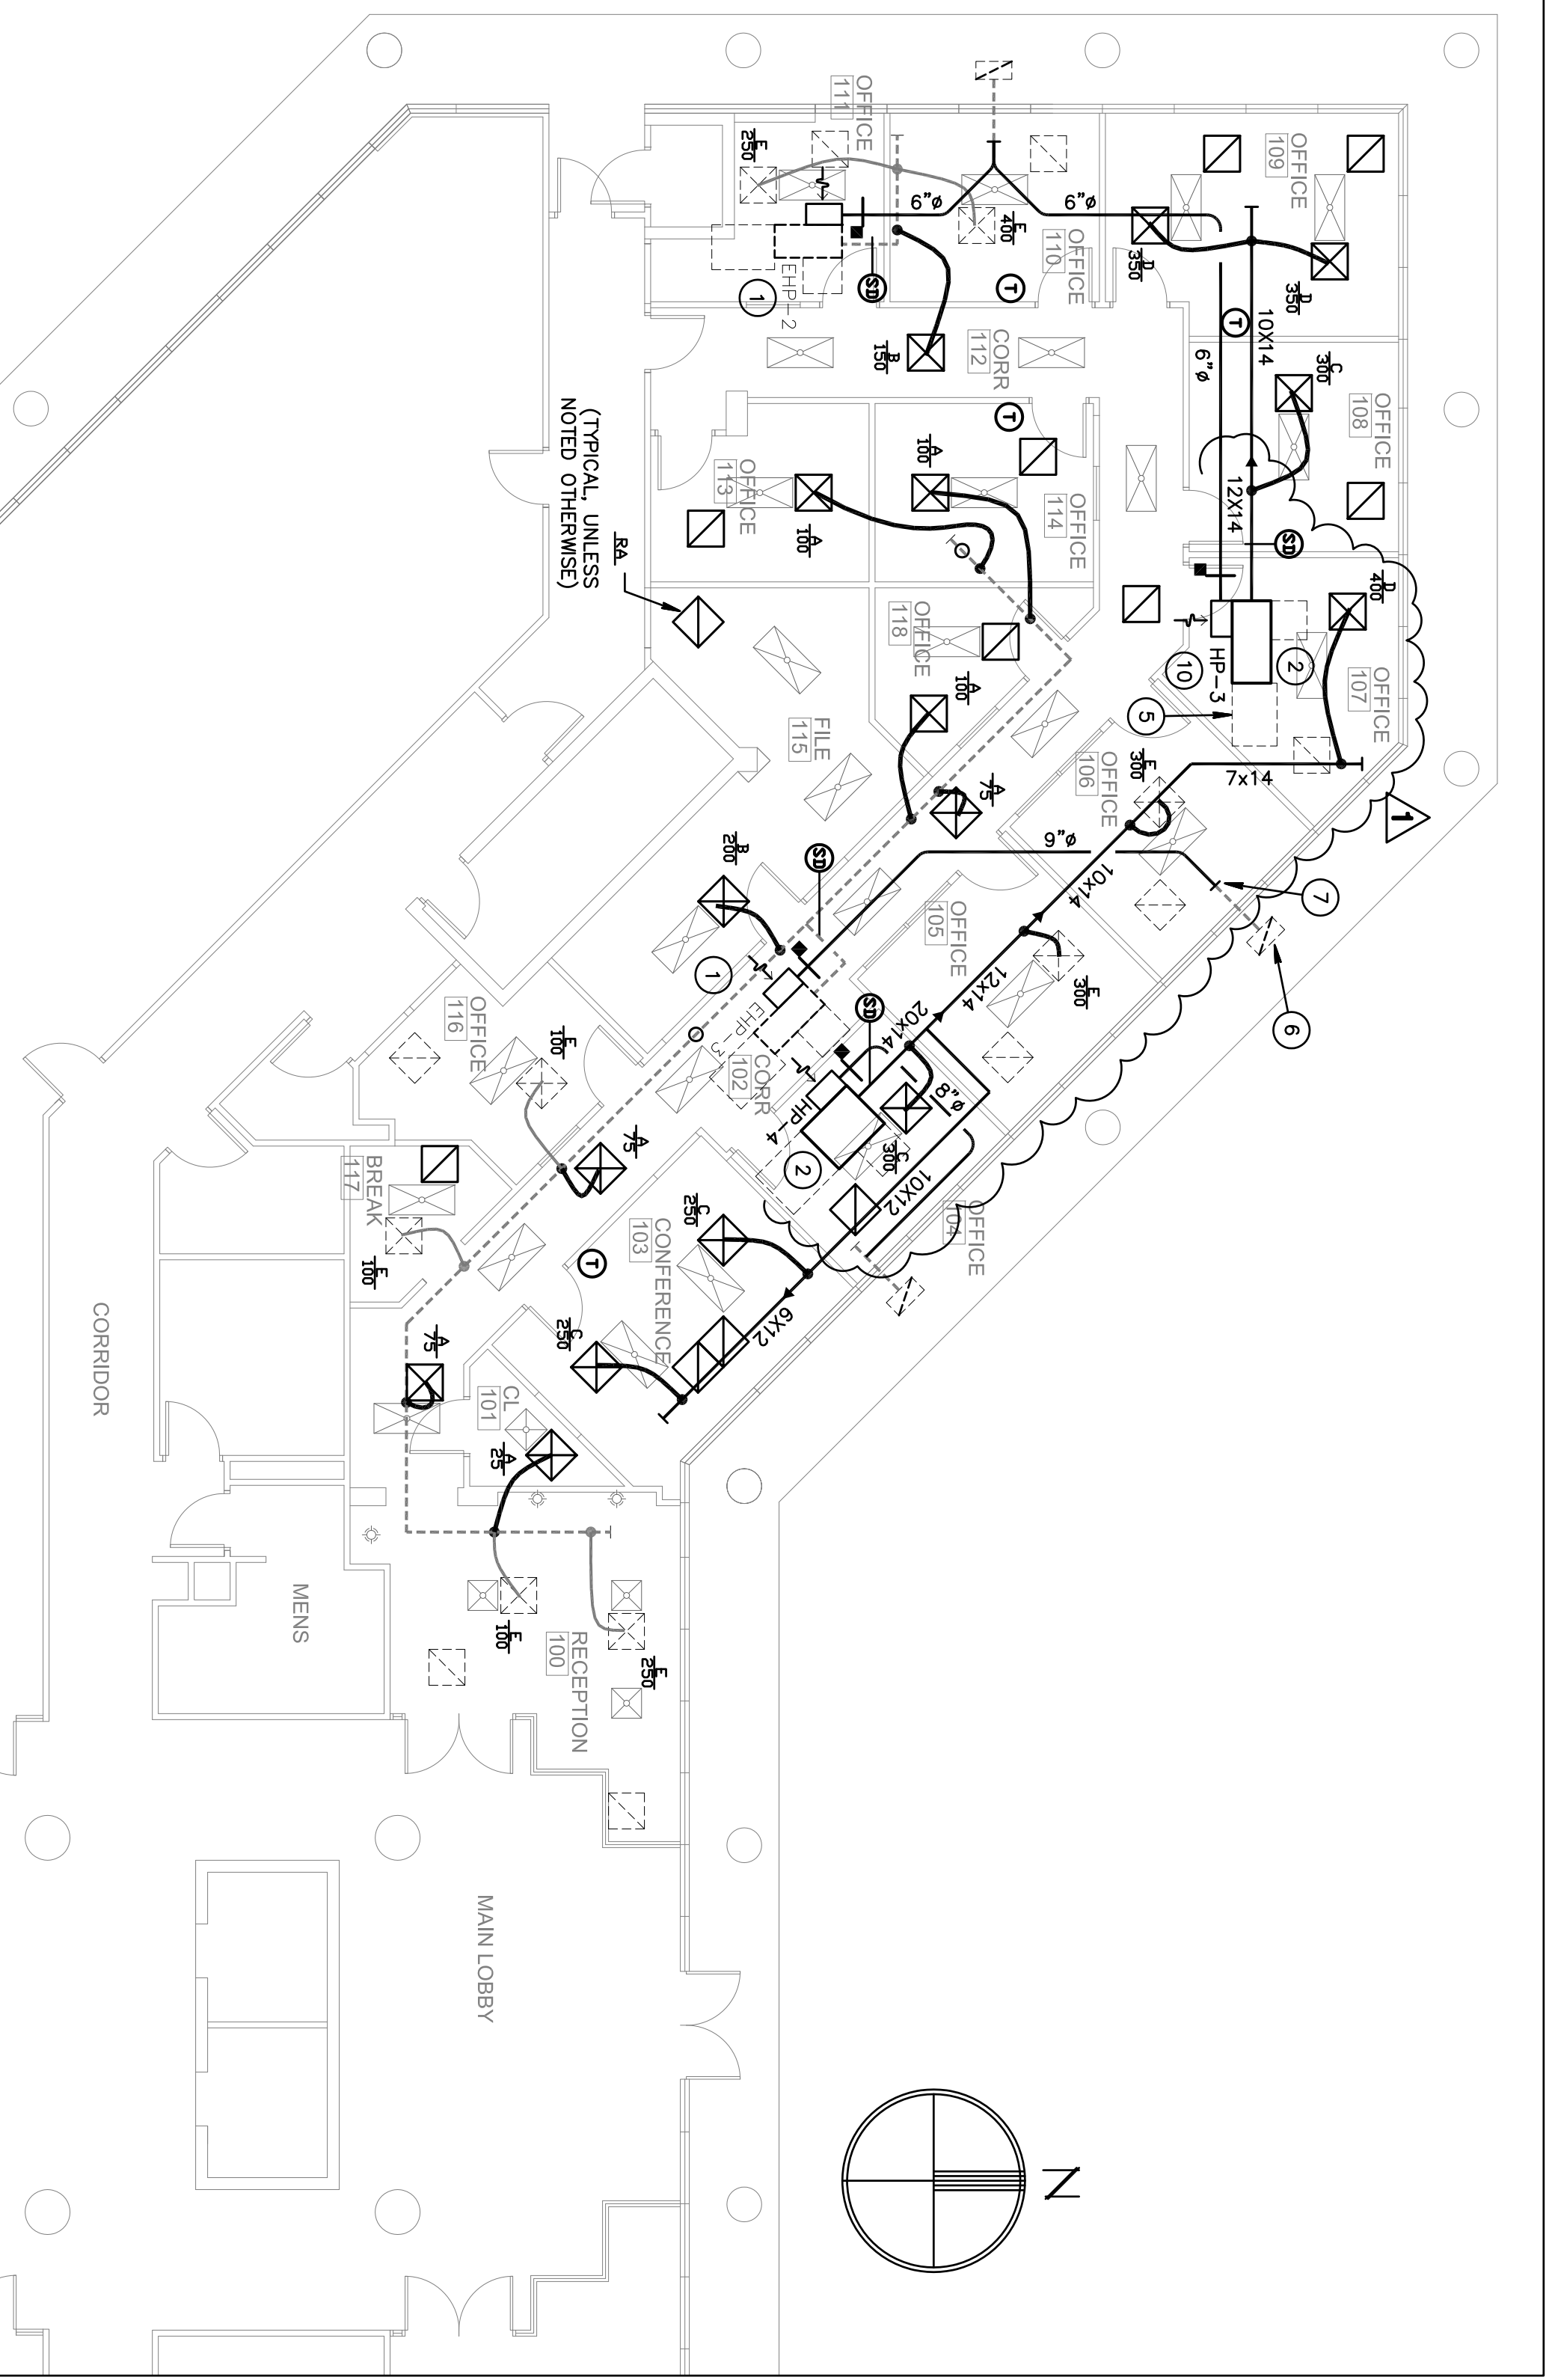 OFFICE
109
OFFICE
108
OFFICE
107
D
350
D
350
C
300
D
400
10X14
12X14
6"ø
6"ø
6"ø
T
SD
HP-3
10
2
5
7x14
1
OFFICE
111
OFFICE
110
E
250
E
400
EHP-2
1
SD
T
B
150
CORR
112
T
A
100
A
100
OFFICE
113
OFFICE
114
OFFICE
118
A
100
(TYPICAL, UNLESS
NOTED OTHERWISE)
RA
FILE
115
OFFICE
106
E
300
A
75
9"ø
10x14
7
6
B
200
SD
OFFICE
105
E
300
12x14
20x14
SD
1
EHP-3
CORR
102
HP-4
2
8"ø
C
300
10X12
OFFICE
104
OFFICE
116
E
100
A
75
BREAK
117
E
100
C
250
CONFERENCE
103
T
C
250
6X12
A
75
CL
101
A
25
CORRIDOR
MENS
E
100
RECEPTION
100
E
250
MAIN LOBBY
N